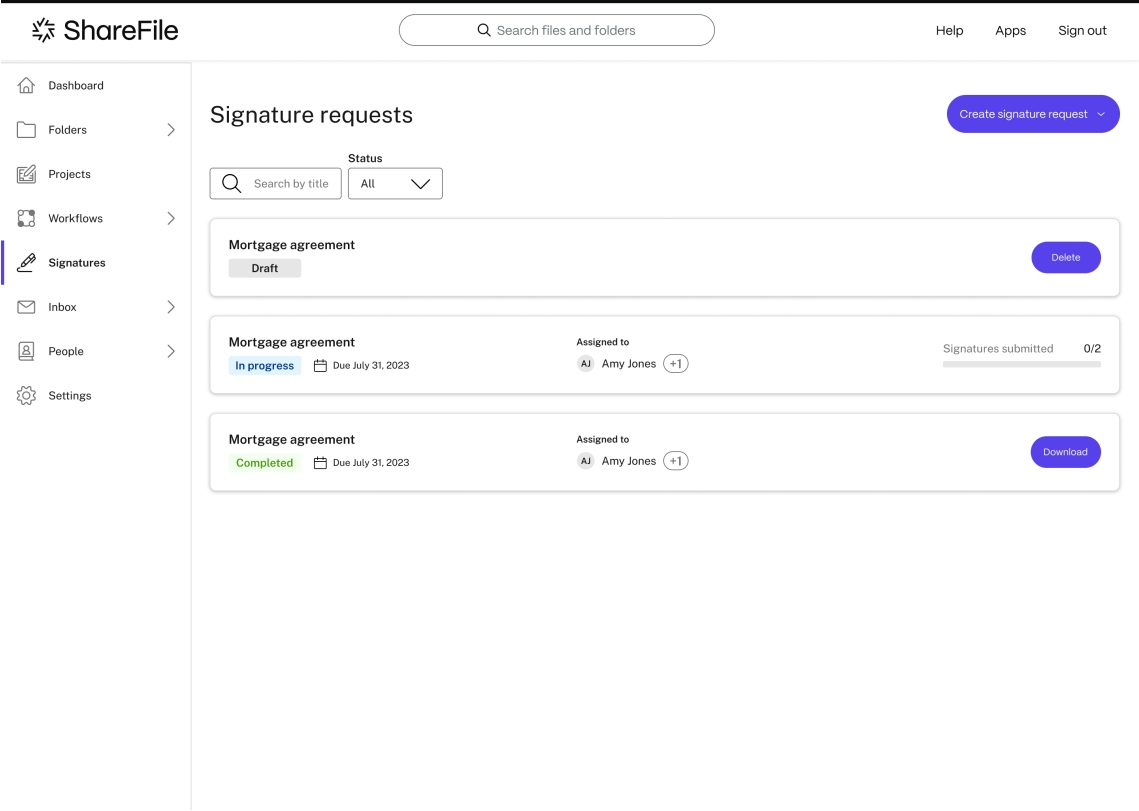 ShareFile
Search files and folders
Help
Apps
Sign out
Dashboard
Folders
Projects
Workflows
Signatures
Inbox
People
Settings
Signature requests
Create signature request
Status
Search by title
All
Mortgage agreement
Draft
Delete
Mortgage agreement
In progress
Due July 31, 2023
Assigned to
AJ Amy Jones +1
Signatures submitted 0/2
Mortgage agreement
Completed
Due July 31, 2023
Assigned to
AJ Amy Jones +1
Download